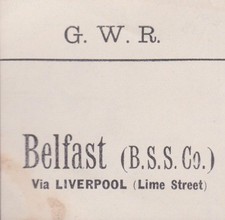 G. W. R.
Belfast (B.S.S.Co.)
Via LIVERPOOL (Lime Street)